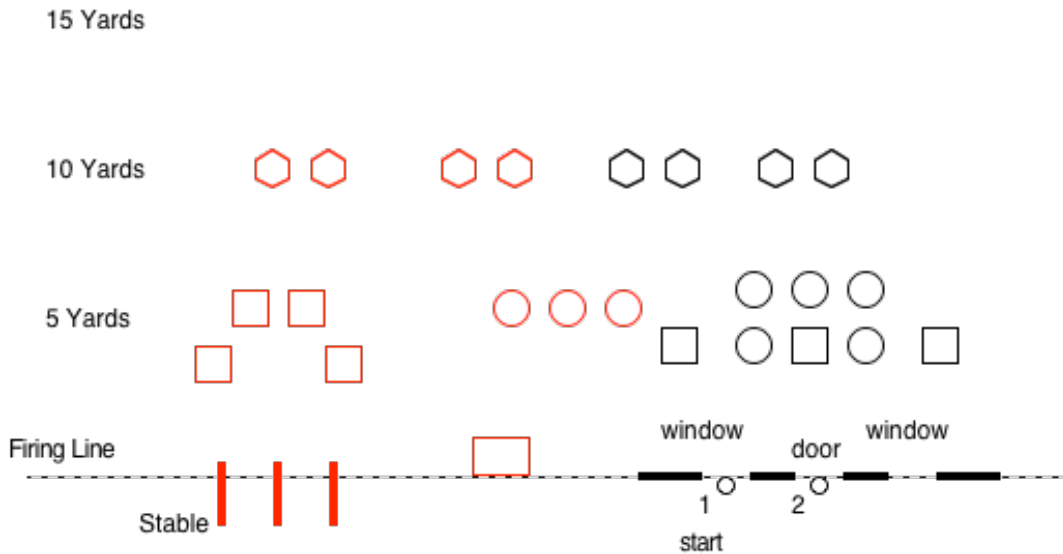 15 Yards
10 Yards
5 Yards
window
window
door
Firing Line
1
2
Stable
start